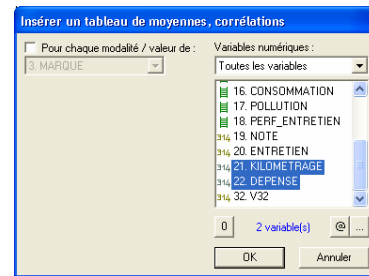 Insérer un tableau de moyennes, corrélations
Pour chaque modalité / valeur de :
3. MARQUE
Variables numériques :
Toutes les variables
16. CONSOMMATION
17. POLLUTION
18. PERF_ENTRETIEN
314 19. NOTE
314 20. ENTRETIEN
314 21. KILOMETRAGE
314 22. DEPENSE
314 32. V32
0 2 variable(s) @ ...
OK Annuler